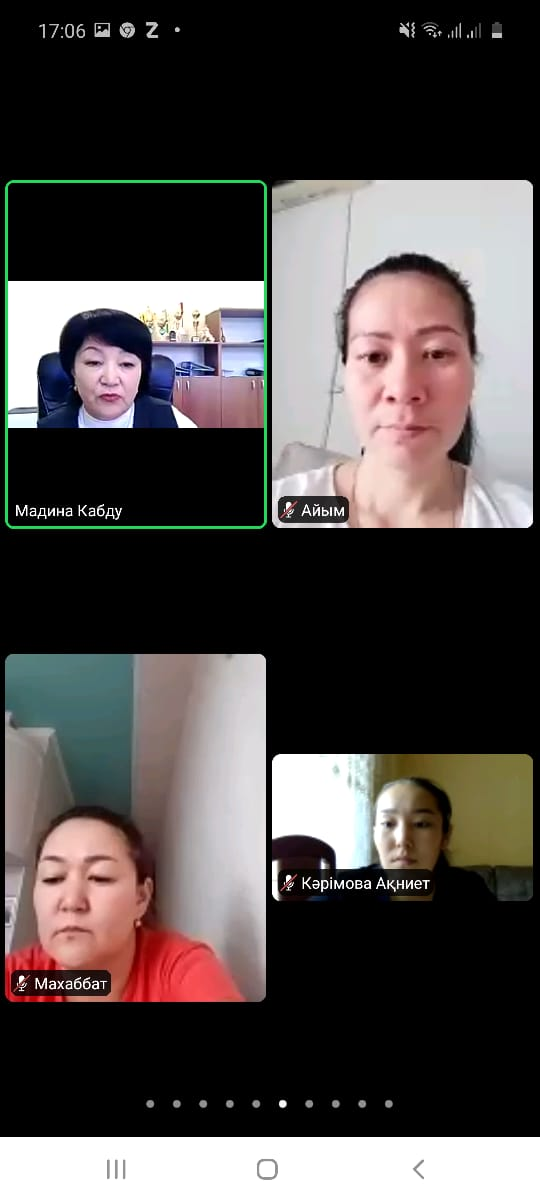 17:06
Мадина Кабду
Айым
Махаббат
Кәрімова Ақниет